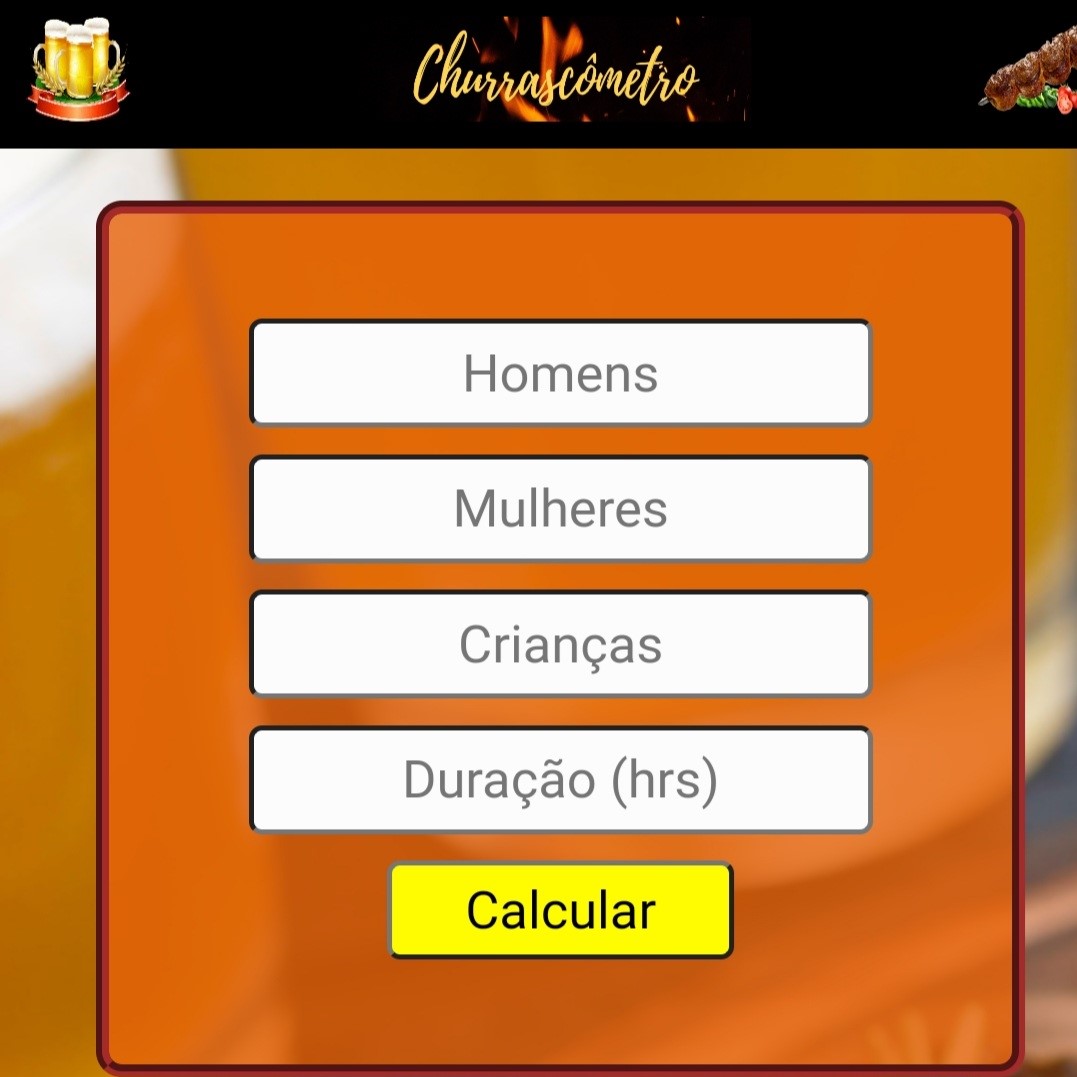 Churrascômetro
Homens
Mulheres
Crianças
Duração (hrs)
Calcular